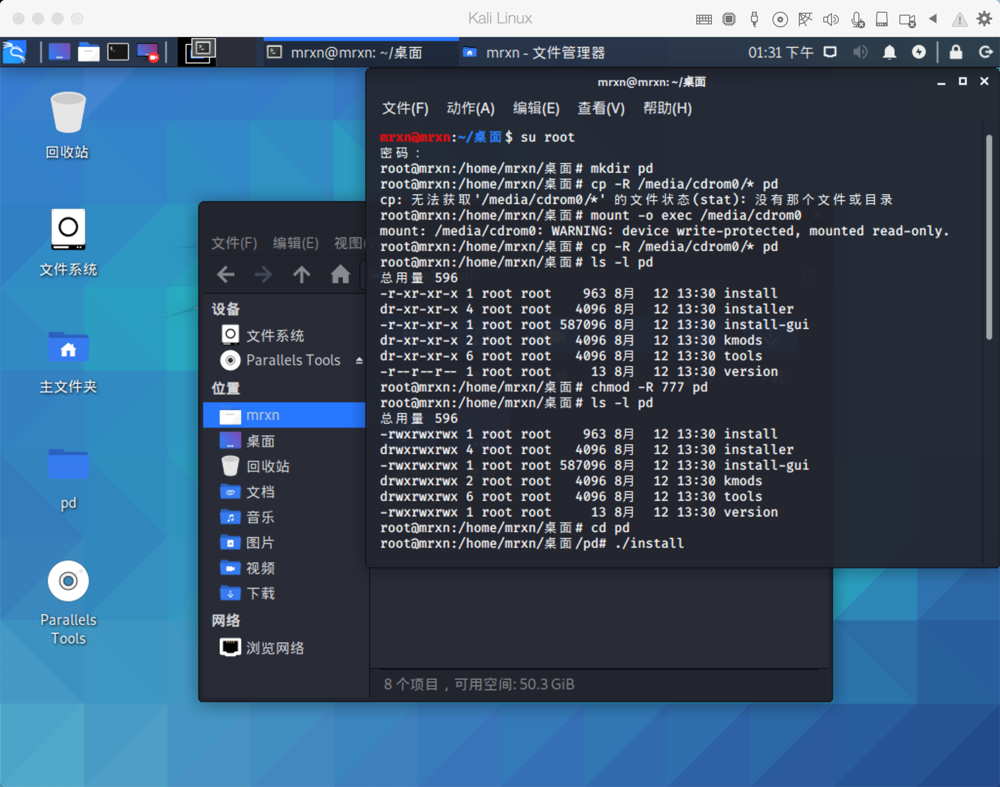 Kali Linux
mrxn@mrxn: ~/桌面
mrxn - 文件管理器
01:31 下午
回收站
文件系统
主文件夹
pd
Parallels
Tools
文件(F) 编辑(E) 视图(
设备
文件系统
Parallels Tools
位置
mrxn
桌面
回收站
文档
音乐
图片
视频
下载
网络
浏览网络
8 个项目，可用空间: 50.3 GiB
mrxn@mrxn: ~/桌面
文件(F) 动作(A) 编辑(E) 查看(V) 帮助(H)
mrxn@mrxn:~/桌面$ su root
密码：
root@mrxn:/home/mrxn/桌面# mkdir pd
root@mrxn:/home/mrxn/桌面# cp -R /media/cdrom0/* pd
cp: 无法获取'/media/cdrom0/*' 的文件状态(stat): 没有那个文件或目录
root@mrxn:/home/mrxn/桌面# mount -o exec /media/cdrom0
mount: /media/cdrom0: WARNING: device write-protected, mounted read-only.
root@mrxn:/home/mrxn/桌面# cp -R /media/cdrom0/* pd
root@mrxn:/home/mrxn/桌面# ls -l pd
总用量 596
-r-xr-xr-x 1 root root    963 8月  12 13:30 install
dr-xr-xr-x 4 root root   4096 8月  12 13:30 installer
-r-xr-xr-x 1 root root 587096 8月  12 13:30 install-gui
dr-xr-xr-x 2 root root   4096 8月  12 13:30 kmods
dr-xr-xr-x 6 root root   4096 8月  12 13:30 tools
-r--r--r-- 1 root root     13 8月  12 13:30 version
root@mrxn:/home/mrxn/桌面# chmod -R 777 pd
root@mrxn:/home/mrxn/桌面# ls -l pd
总用量 596
-rwxrwxrwx 1 root root    963 8月  12 13:30 install
drwxrwxrwx 4 root root   4096 8月  12 13:30 installer
-rwxrwxrwx 1 root root 587096 8月  12 13:30 install-gui
drwxrwxrwx 2 root root   4096 8月  12 13:30 kmods
drwxrwxrwx 6 root root   4096 8月  12 13:30 tools
-rwxrwxrwx 1 root root     13 8月  12 13:30 version
root@mrxn:/home/mrxn/桌面# cd pd
root@mrxn:/home/mrxn/桌面/pd# ./install